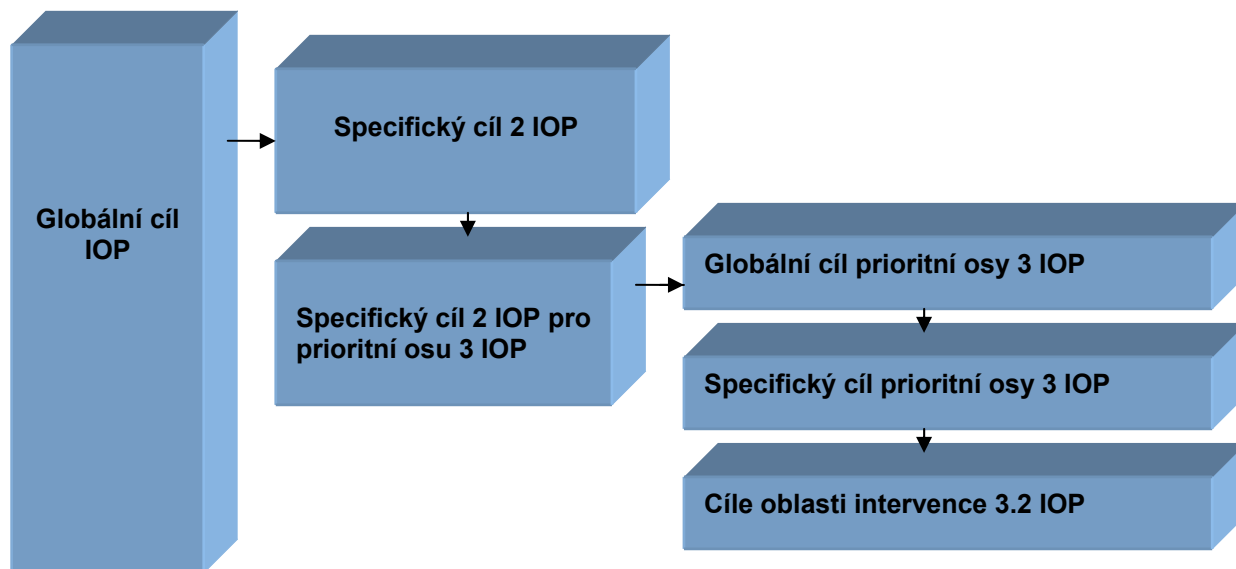 Globální cíl
IOP
Specifický cíl 2 IOP
Specifický cíl 2 IOP pro
prioritní osu 3 IOP
Globální cíl prioritní osy 3 IOP
Specifický cíl prioritní osy 3 IOP
Cíle oblasti intervence 3.2 IOP